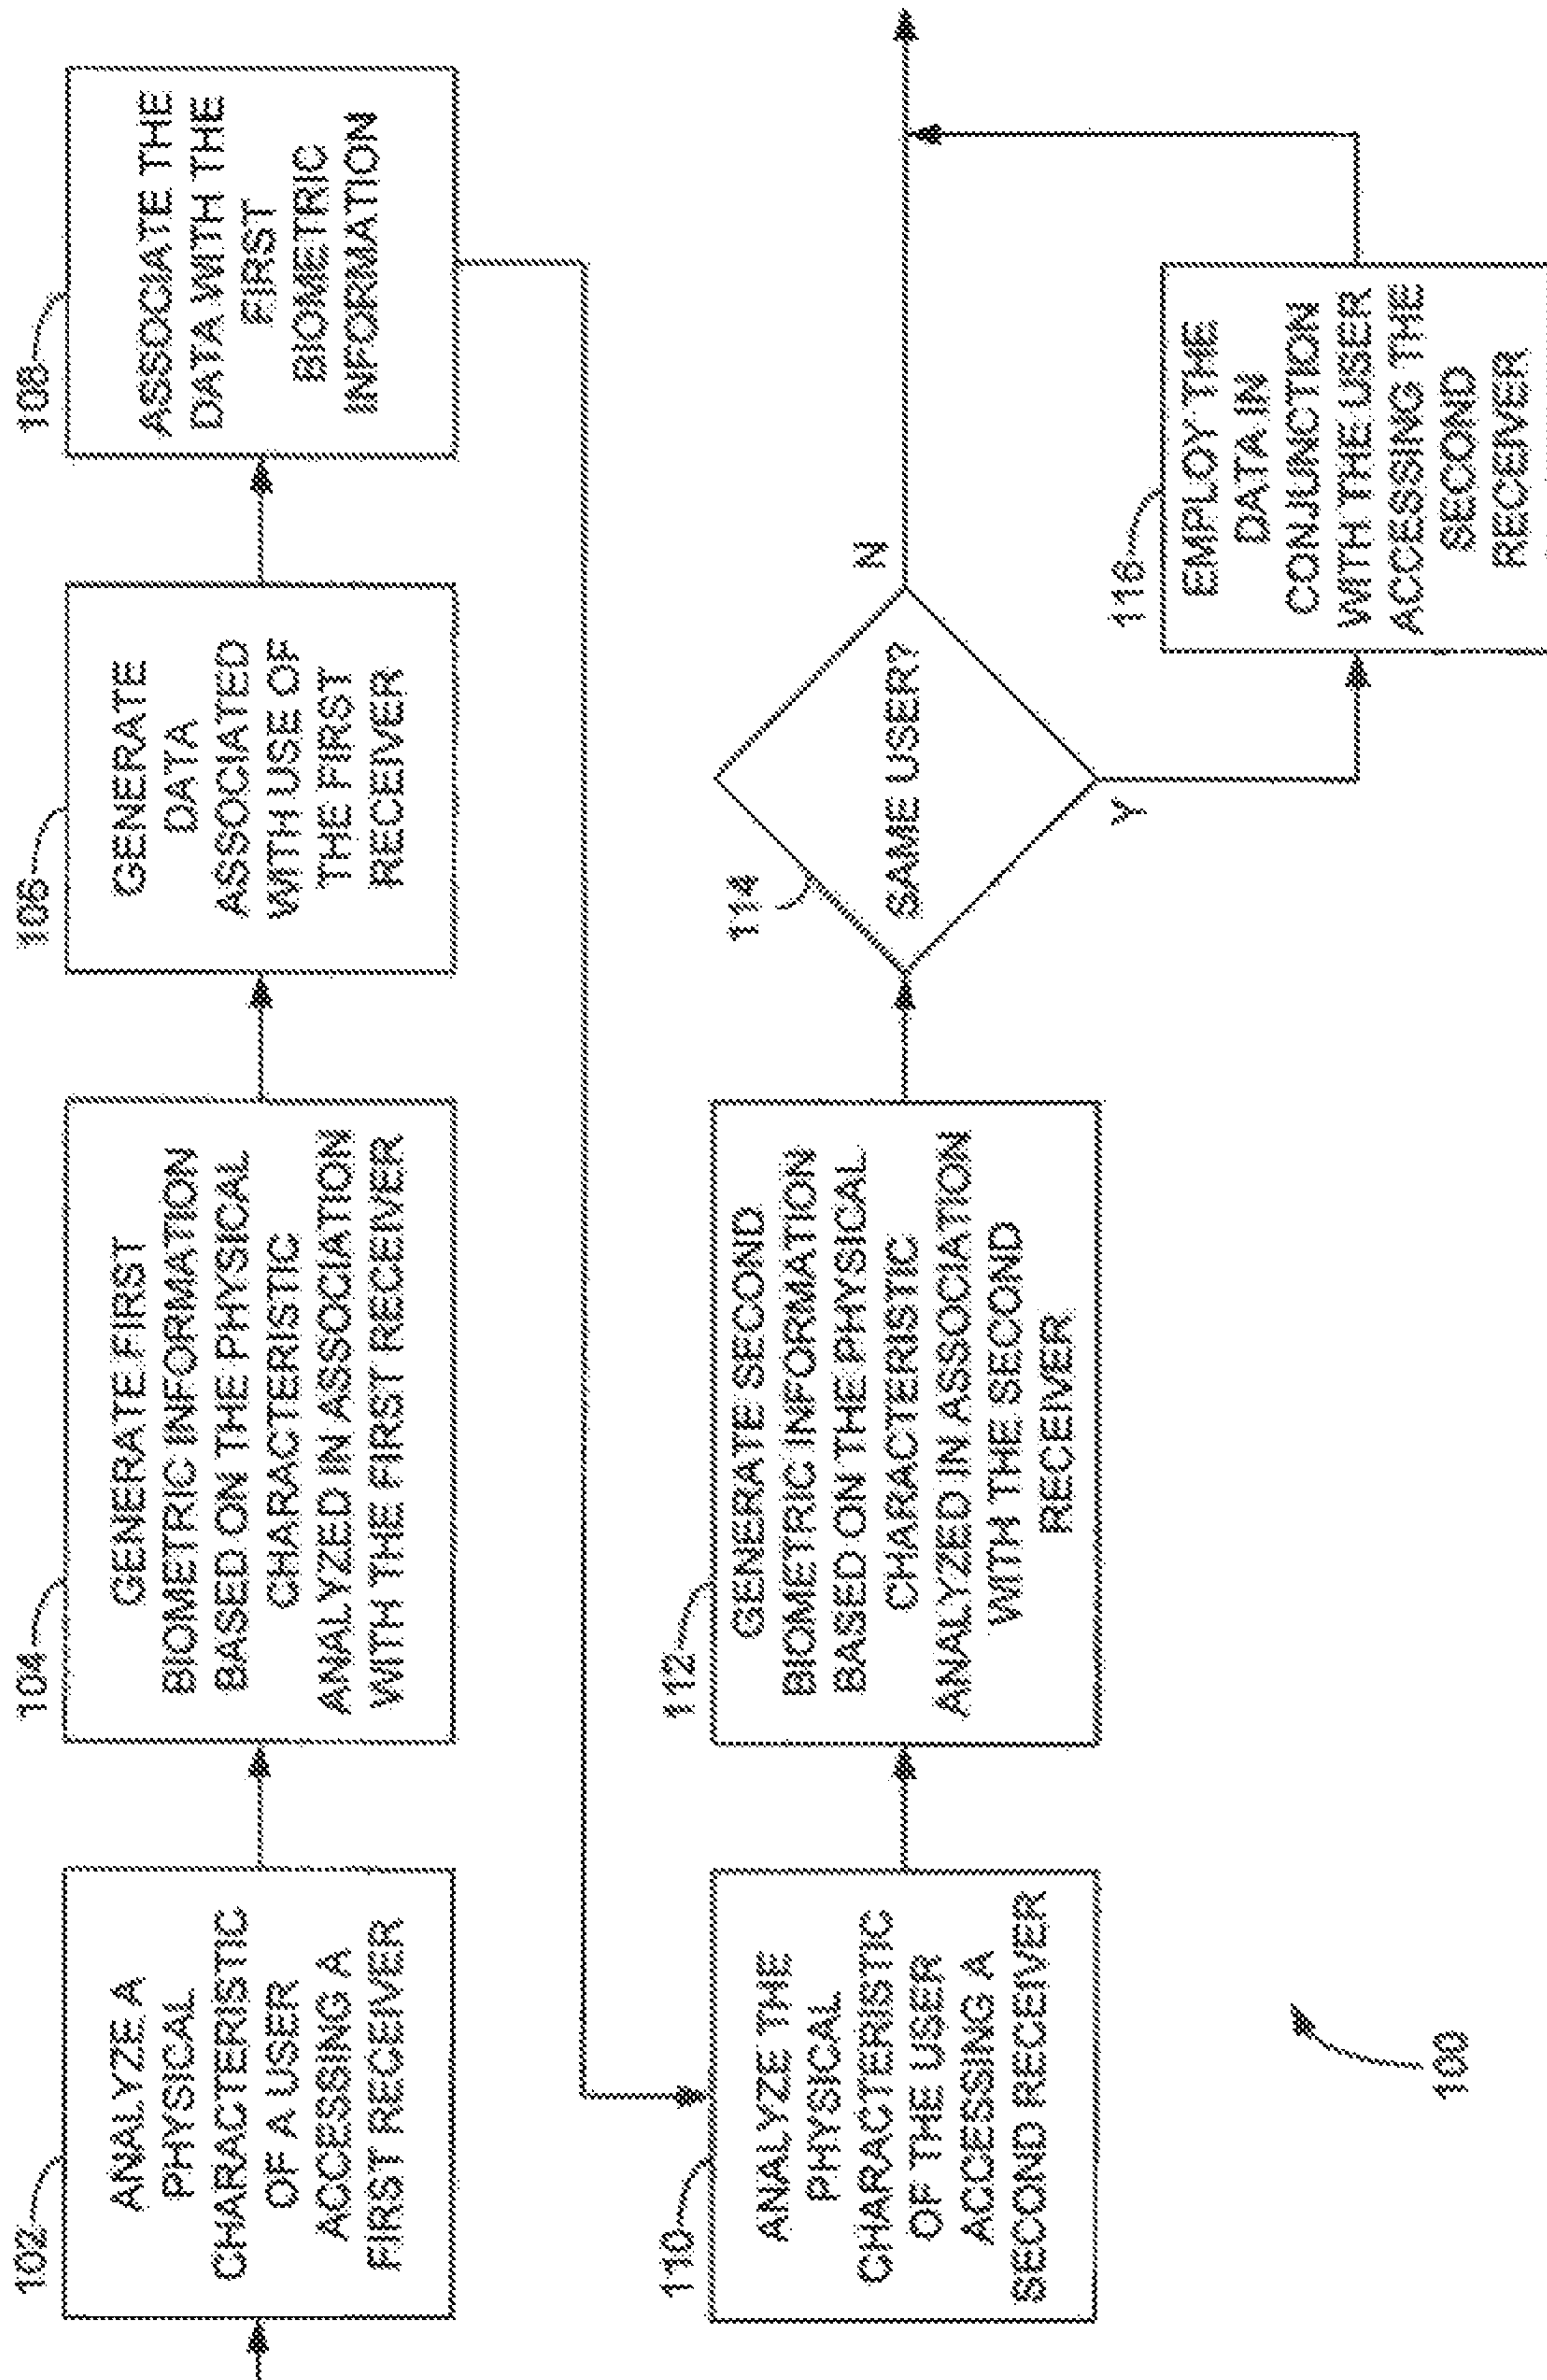 102
ANALYZE A
PHYSICAL
CHARACTERISTIC
OF A USER
ACCESSING A
FIRST RECEIVER
104
GENERATE FIRST
BIOMETRIC INFORMATION
BASED ON THE PHYSICAL
CHARACTERISTIC
ANALYZED IN ASSOCIATION
WITH THE FIRST RECEIVER
106
GENERATE
DATA
ASSOCIATED
WITH USE OF
THE FIRST
RECEIVER
108
ASSOCIATE THE
DATA WITH THE
FIRST
BIOMETRIC
INFORMATION
110
ANALYZE THE
PHYSICAL
CHARACTERISTIC
OF THE USER
ACCESSING A
SECOND RECEIVER
112
GENERATE SECOND
BIOMETRIC INFORMATION
BASED ON THE PHYSICAL
CHARACTERISTIC
ANALYZED IN ASSOCIATION
WITH THE SECOND
RECEIVER
114
SAME USER?
N
Y
116
EMPLOY THE
DATA IN
CONJUNCTION
WITH THE USER
ACCESSING THE
SECOND
RECEIVER
100